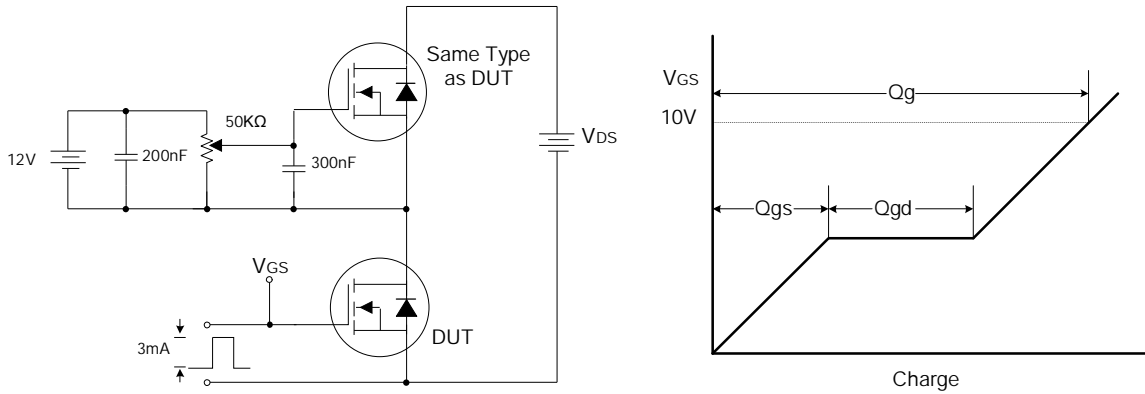 Same Type
as DUT
12V
200nF
50KΩ
300nF
VDS
VGS
3mA
DUT
VGS
10V
Qg
Qgs
Qgd
Charge